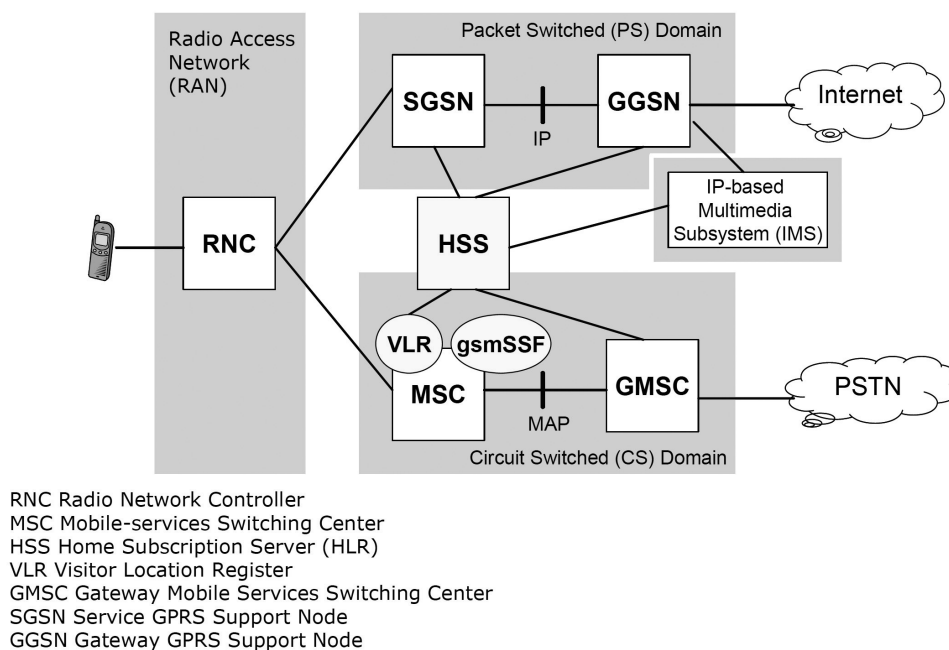 Radio Access
Network
(RAN)
Packet Switched (PS) Domain
SGSN
IP
GGSN
Internet
IP-based
Multimedia
Subsystem (IMS)
RNC
HSS
VLR
gsmSSF
MSC
MAP
GMSC
PSTN
Circuit Switched (CS) Domain
RNC Radio Network Controller
MSC Mobile-services Switching Center
HSS Home Subscription Server (HLR)
VLR Visitor Location Register
GMSC Gateway Mobile Services Switching Center
SGSN Service GPRS Support Node
GGSN Gateway GPRS Support Node